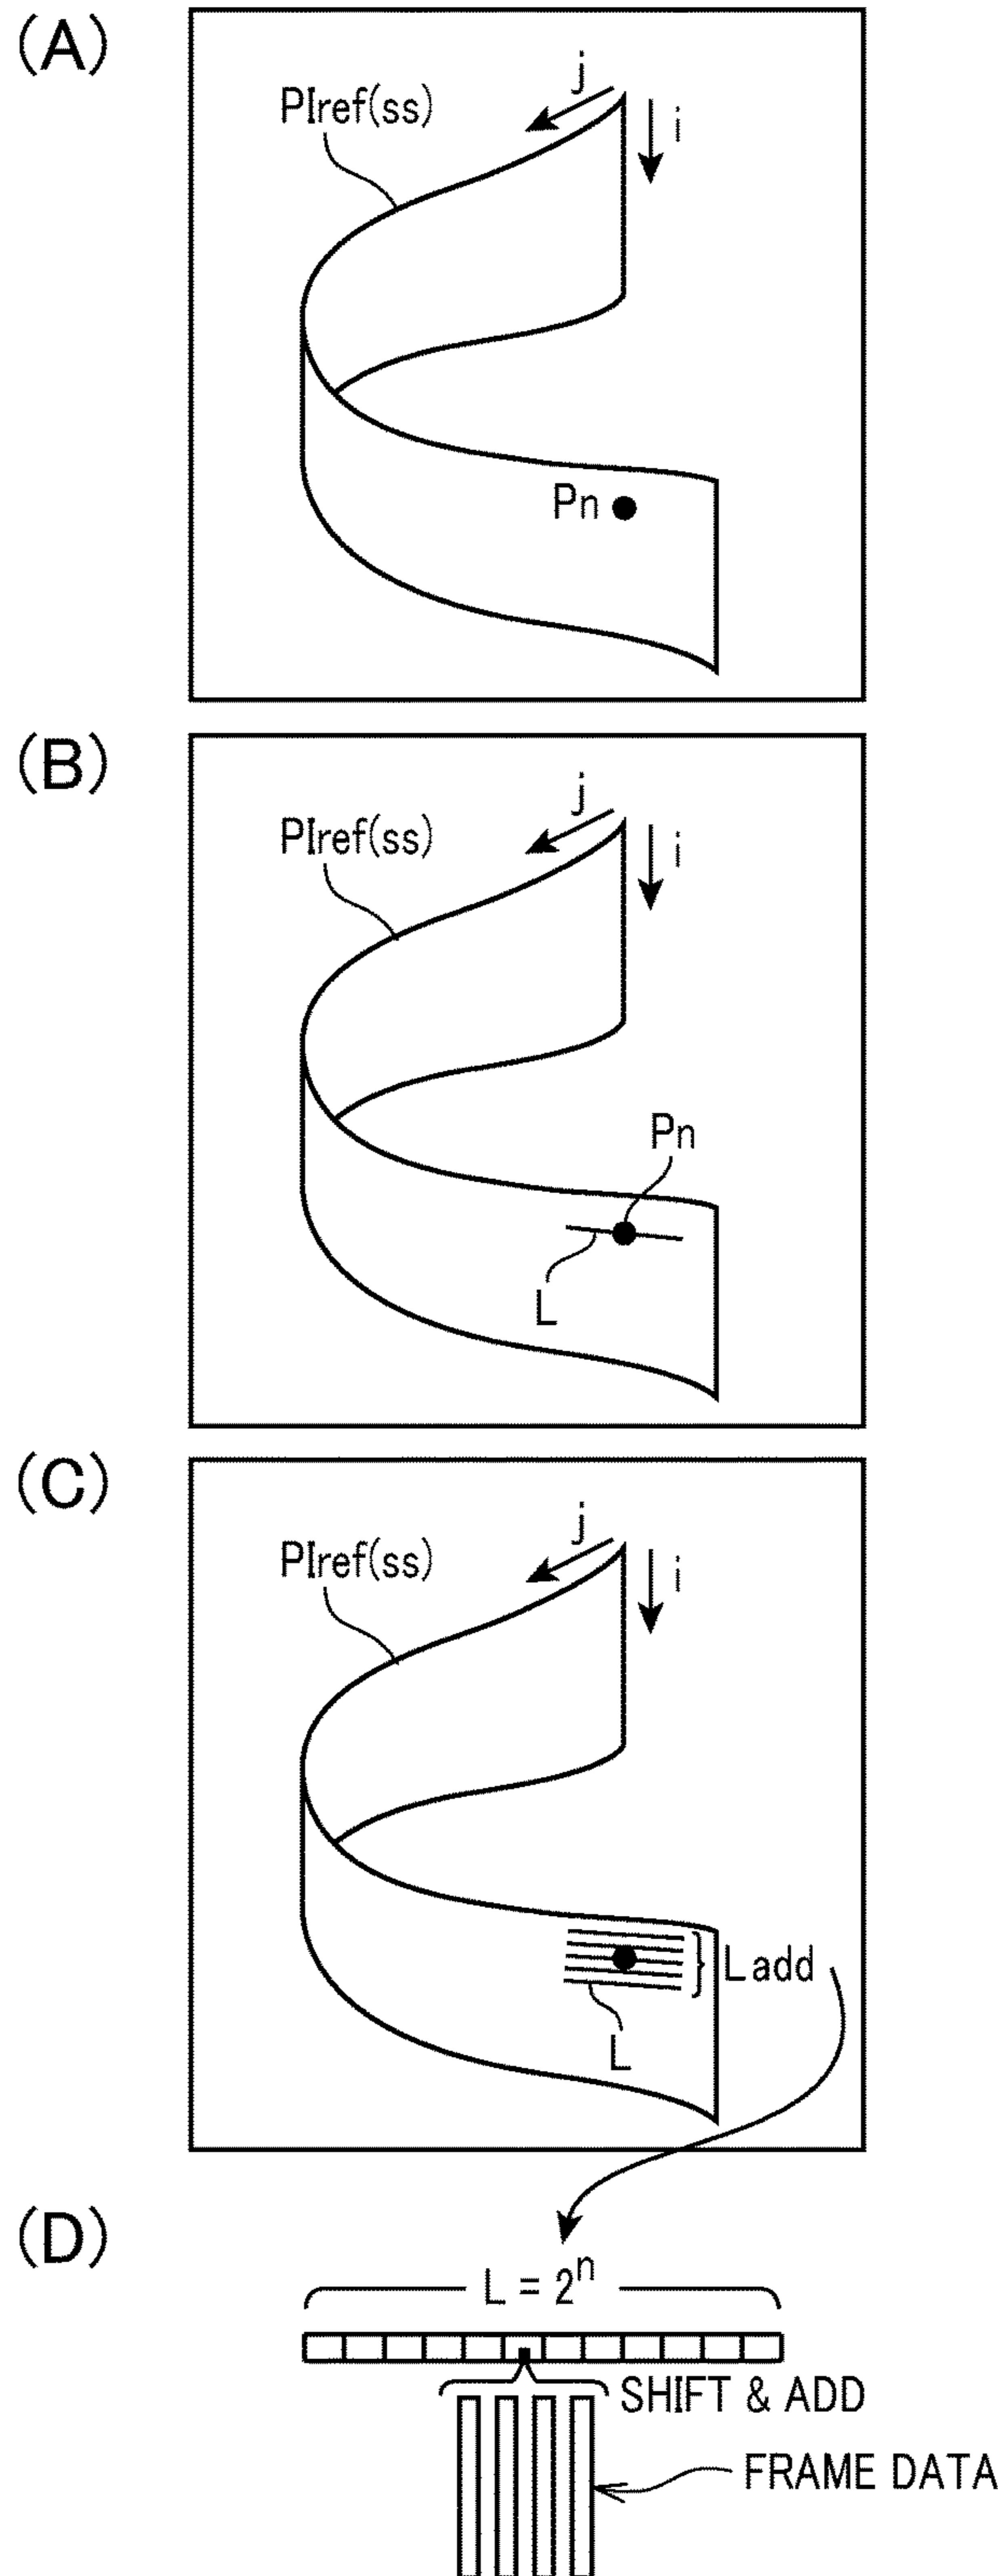 (A)
j
PIref(ss)
i
Pn
(B)
j
PIref(ss)
i
Pn
L
(C)
j
PIref(ss)
i
Ladd
L
(D)
L = 2^n
SHIFT & ADD
FRAME DATA